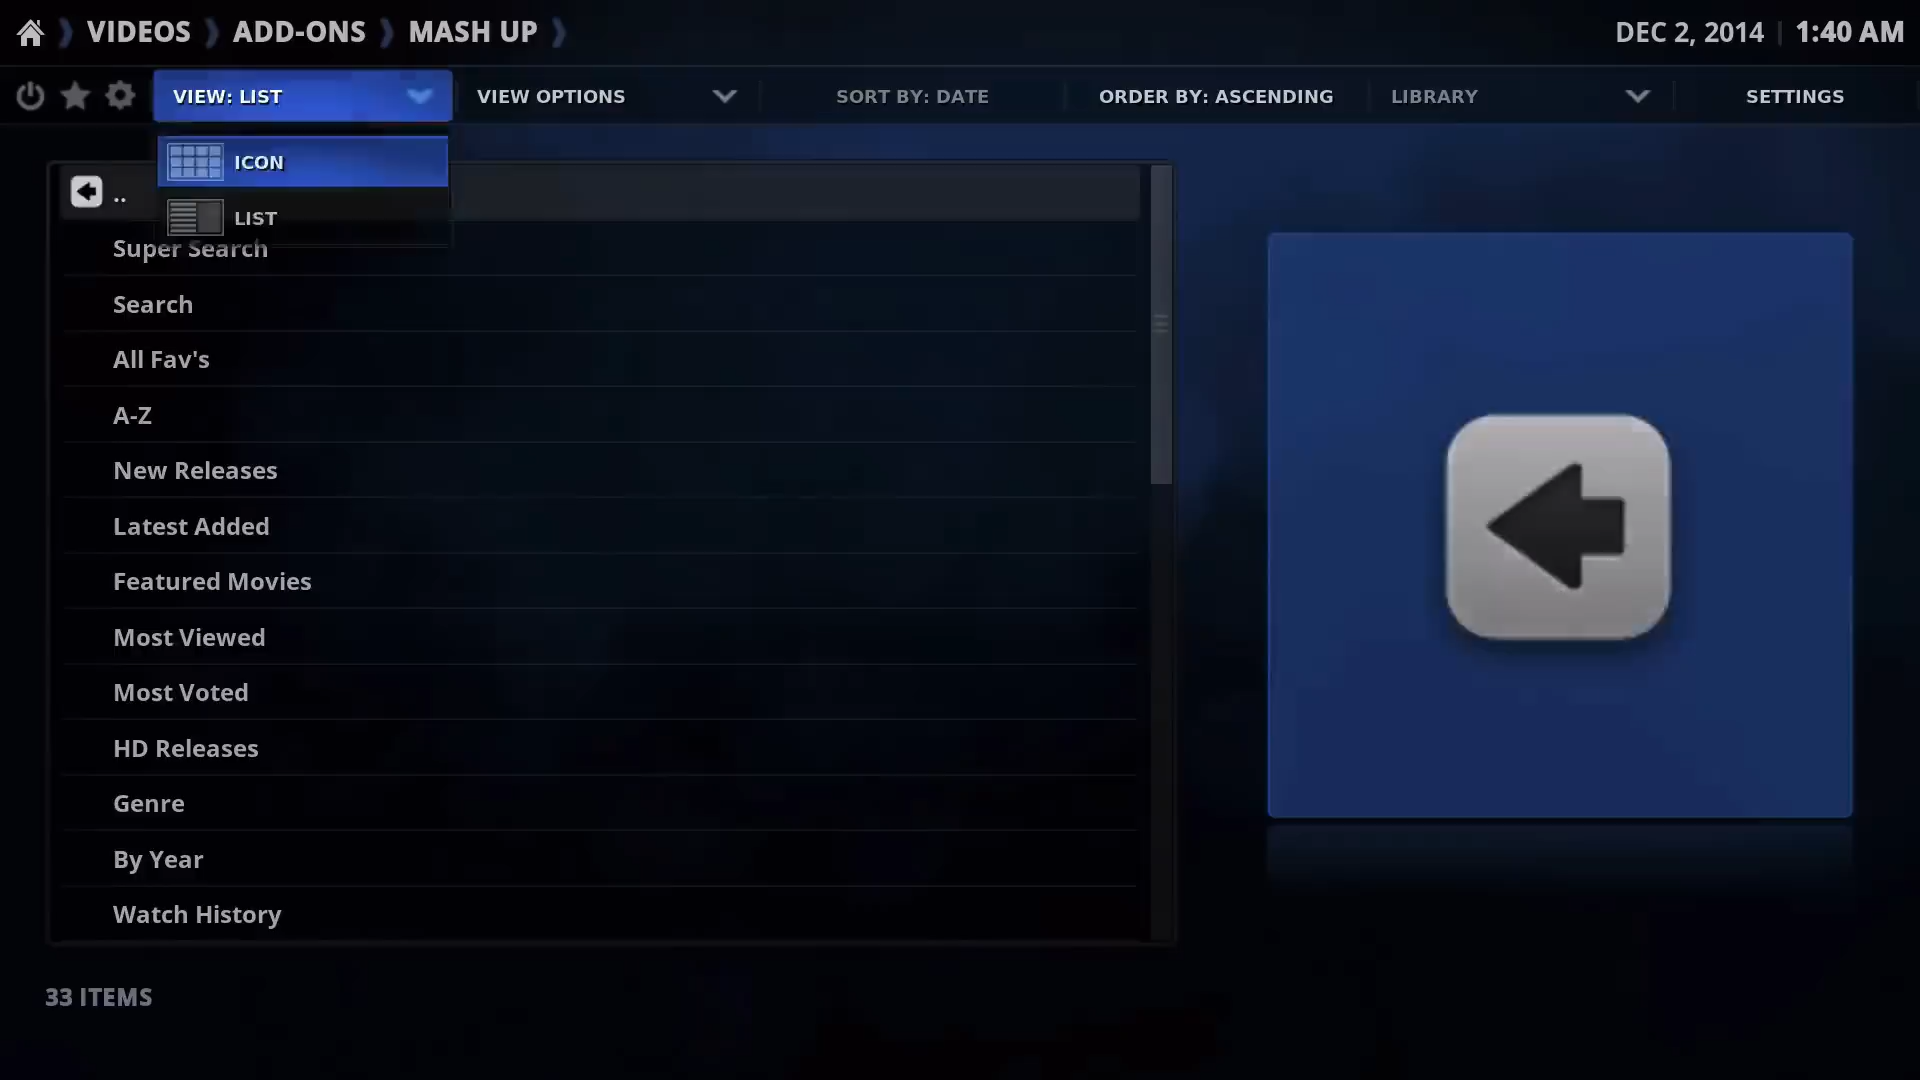 VIDEOS ADD-ONS MASH UP
DEC 2, 2014 1:40 AM
VIEW: LIST VIEW OPTIONS SORT BY: DATE ORDER BY: ASCENDING LIBRARY SETTINGS
ICON
LIST
..
Super Search
Search
All Fav's
A-Z
New Releases
Latest Added
Featured Movies
Most Viewed
Most Voted
HD Releases
Genre
By Year
Watch History
33 ITEMS